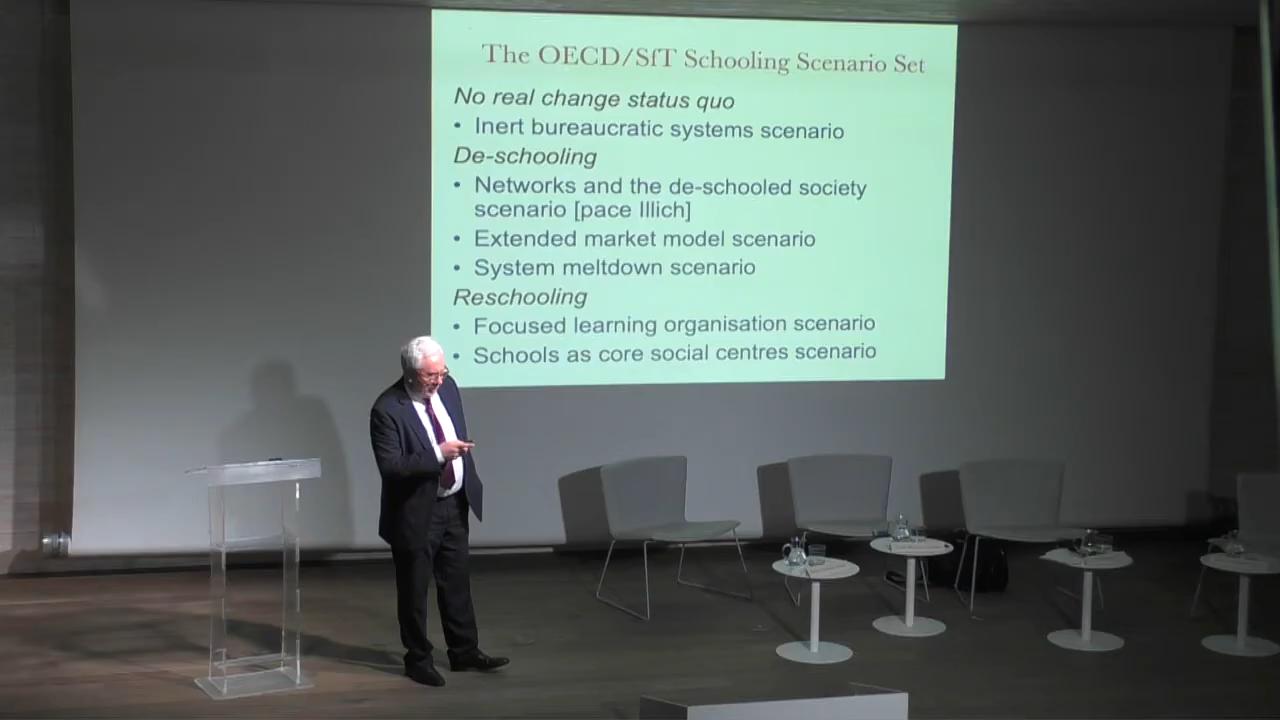 The OECD/SfT Schooling Scenario Set
No real change status quo
• Inert bureaucratic systems scenario
De-schooling
• Networks and the de-schooled society
scenario [pace Illich]
• Extended market model scenario
• System meltdown scenario
Reschooling
• Focused learning organisation scenario
• Schools as core social centres scenario